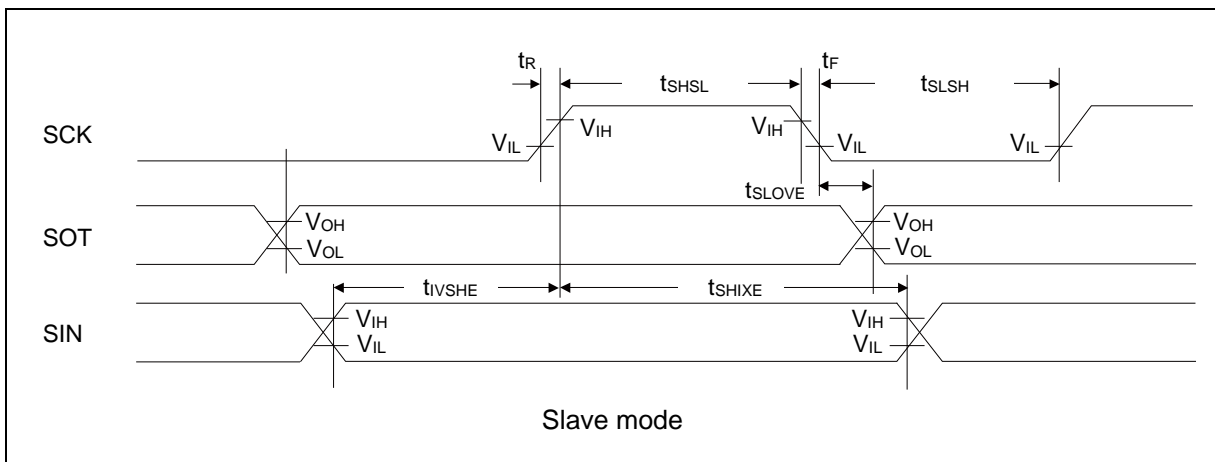 tR tF
tSHSL tSLSH
SCK VIH VIH
VIL VIL VIL
tSLOVE
SOT VOH VOH
VOL VOL
tIVSHE tSHIXE
SIN VIH VIH
VIL VIL
Slave mode